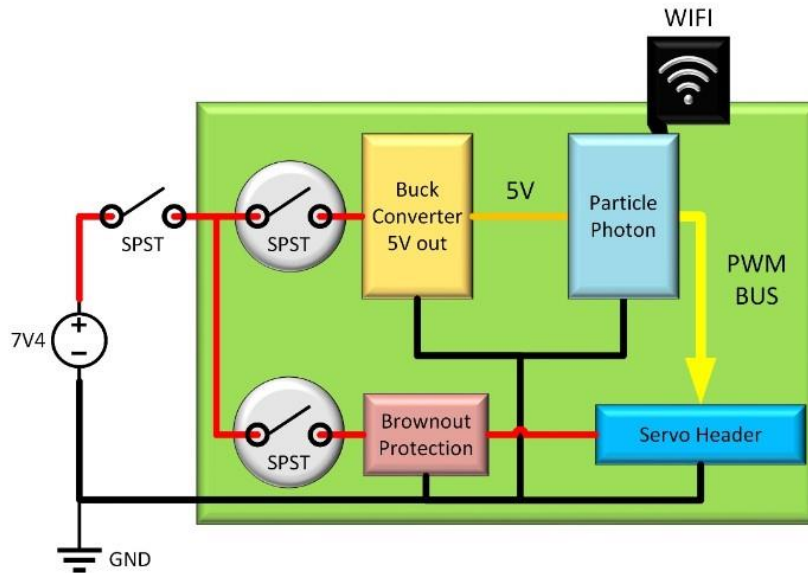 WIFI
SPST
SPST
Buck
Converter
5V out
5V
Particle
Photon
PWM
BUS
7V4
SPST
Brownout
Protection
Servo Header
GND